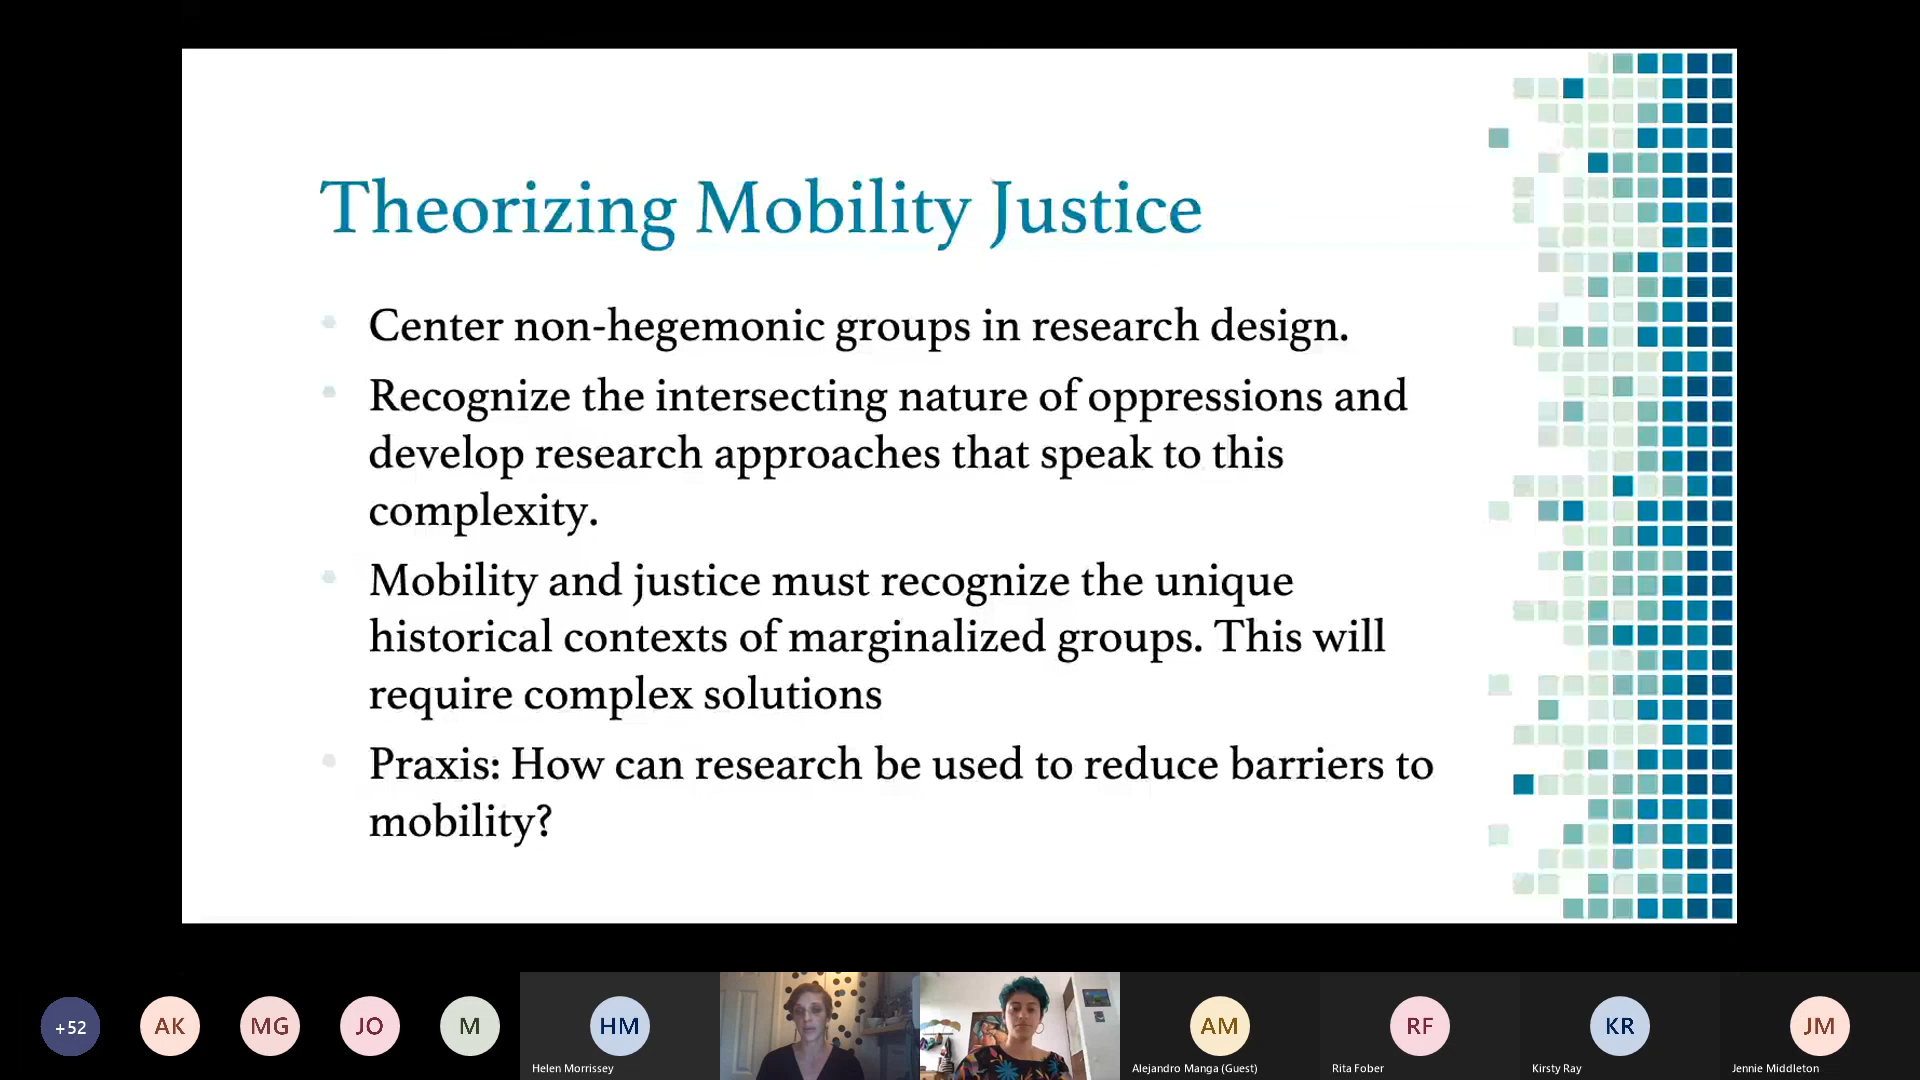 Theorizing Mobility Justice
Center non-hegemonic groups in research design.
Recognize the intersecting nature of oppressions and
develop research approaches that speak to this
complexity.
Mobility and justice must recognize the unique
historical contexts of marginalized groups. This will
require complex solutions
Praxis: How can research be used to reduce barriers to
mobility?
+52
AK
MG
JO
M
HM
Helen Morrissey
AM
Alejandro Manga (Guest)
RF
Rita Fober
KR
Kirsty Ray
JM
Jennie Middleton